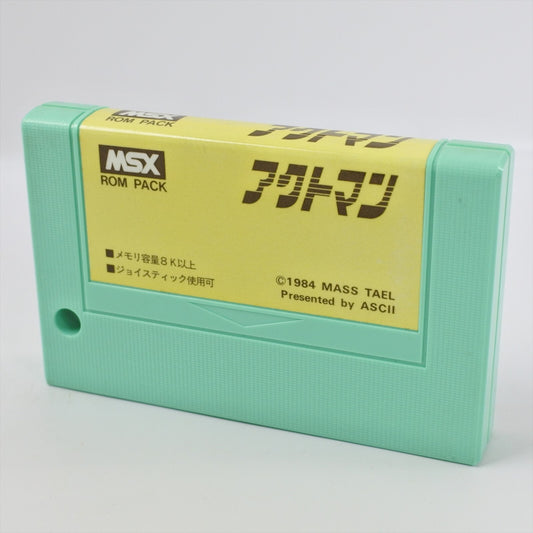 MSX
ROM PACK
アクトマン
MSX
ROM PACK
アクトマン
■メモリ容量8K以上
■ジョイスティック使用可
©1984 MASS TAEL
Presented by ASCII